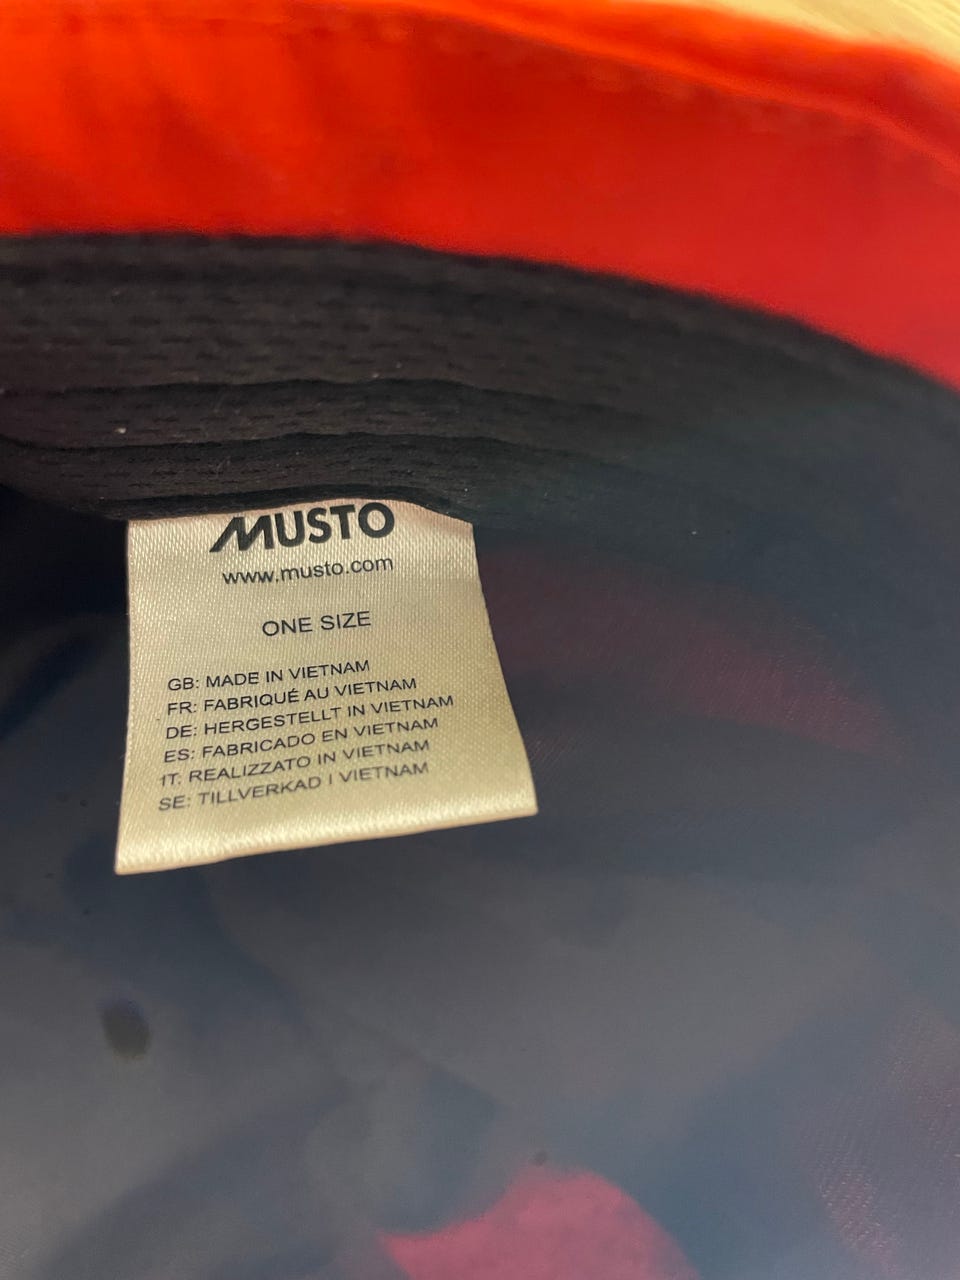 MUSTO
www.musto.com
ONE SIZE
GB: MADE IN VIETNAM
FR: FABRIQUÉ AU VIETNAM
DE: HERGESTELLT IN VIETNAM
ES: FABRICADO EN VIETNAM
IT: REALIZZATO IN VIETNAM
SE: TILLVERKAD I VIETNAM